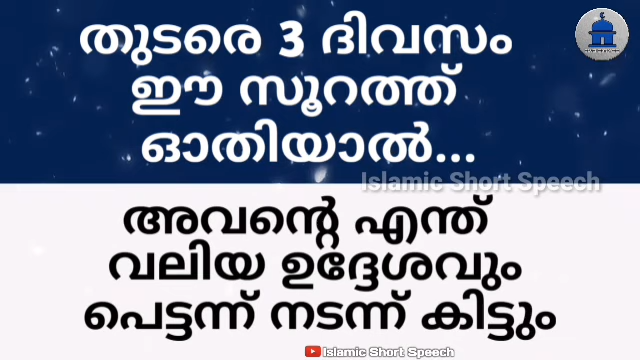 തുടരെ 3 ദിവസം
ഈ സൂറത്ത്
ഓതിയാൽ...
Islamic Short Speech
അവന്റെ എന്ത്
വലിയ ഉദ്ദേശവും
പെട്ടന്ന് നടന്ന് കിട്ടും
Islamic Short Speech